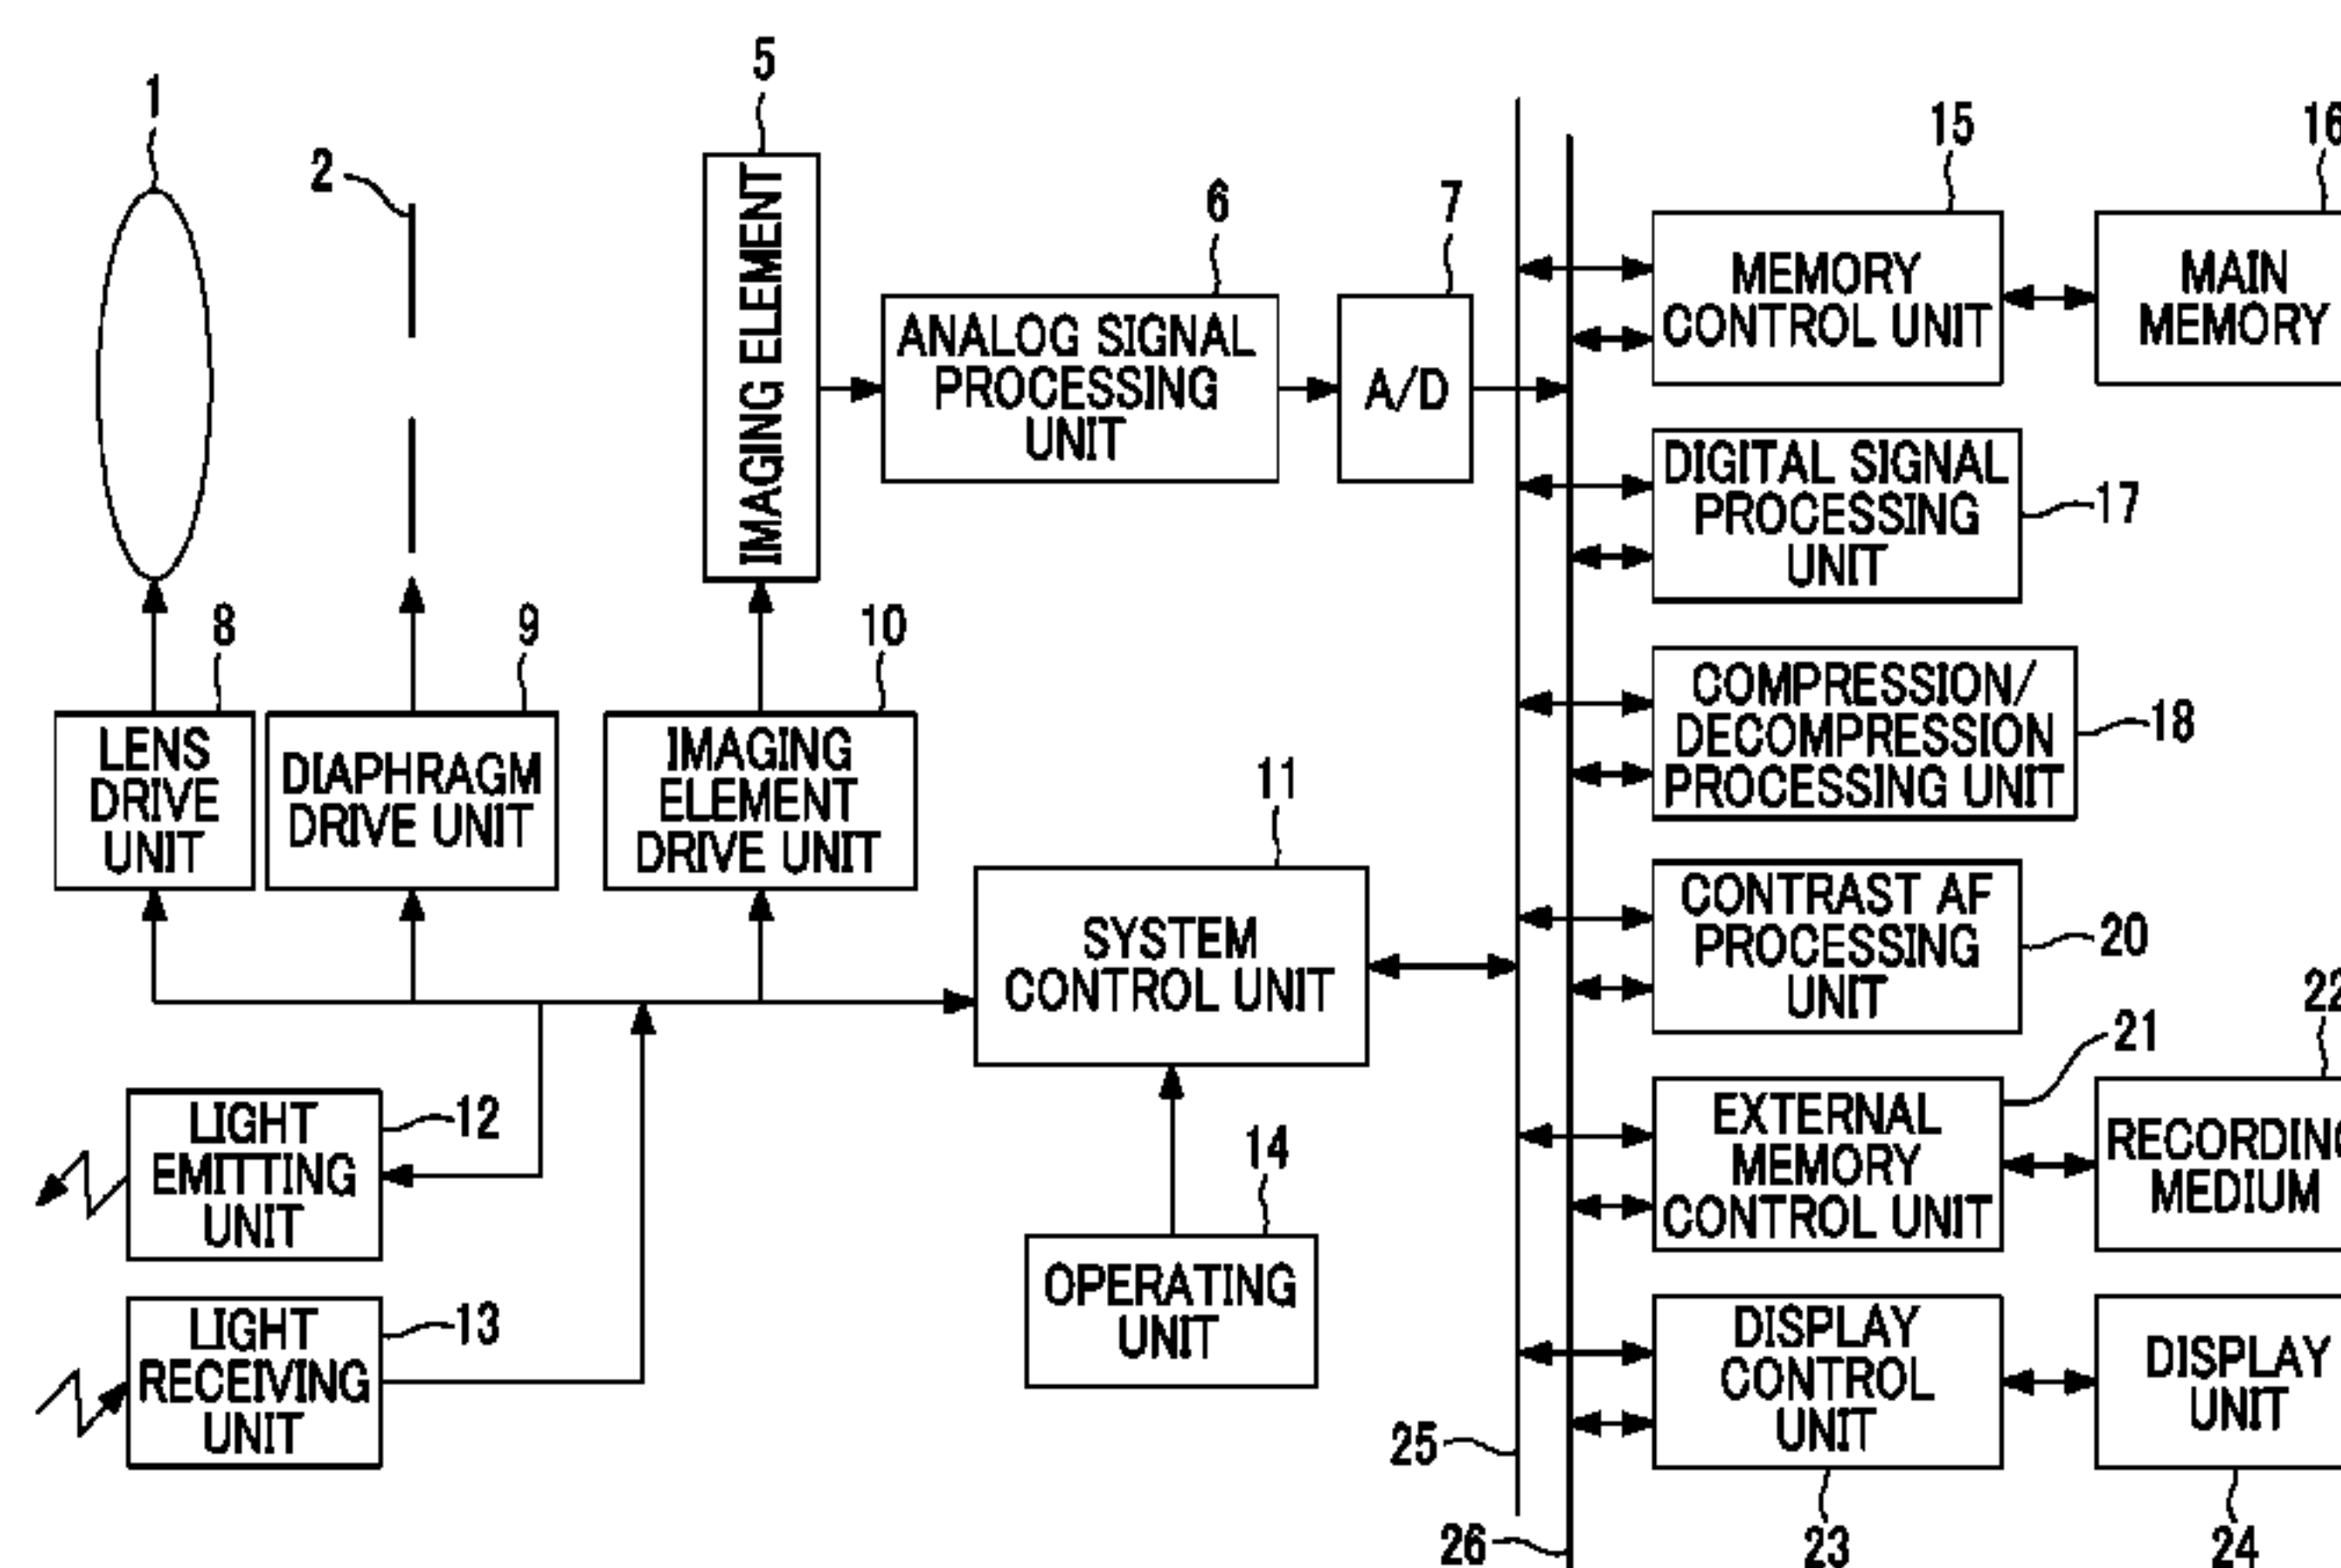 1
2
5
IMAGING ELEMENT
6
ANALOG SIGNAL
PROCESSING
UNIT
7
A/D
8
LENS
DRIVE
UNIT
9
DIAPHRAGM
DRIVE UNIT
10
IMAGING
ELEMENT
DRIVE UNIT
11
SYSTEM
CONTROL UNIT
12
LIGHT
EMITTING
UNIT
13
LIGHT
RECEIVING
UNIT
14
OPERATING
UNIT
15
MEMORY
CONTROL UNIT
16
MAIN
MEMORY
DIGITAL SIGNAL
PROCESSING
UNIT
17
COMPRESSION/
DECOMPRESSION
PROCESSING UNIT
18
CONTRAST AF
PROCESSING
UNIT
20
21
EXTERNAL
MEMORY
CONTROL UNIT
22
RECORDING
MEDIUM
DISPLAY
CONTROL
UNIT
23
DISPLAY
UNIT
24
25
26